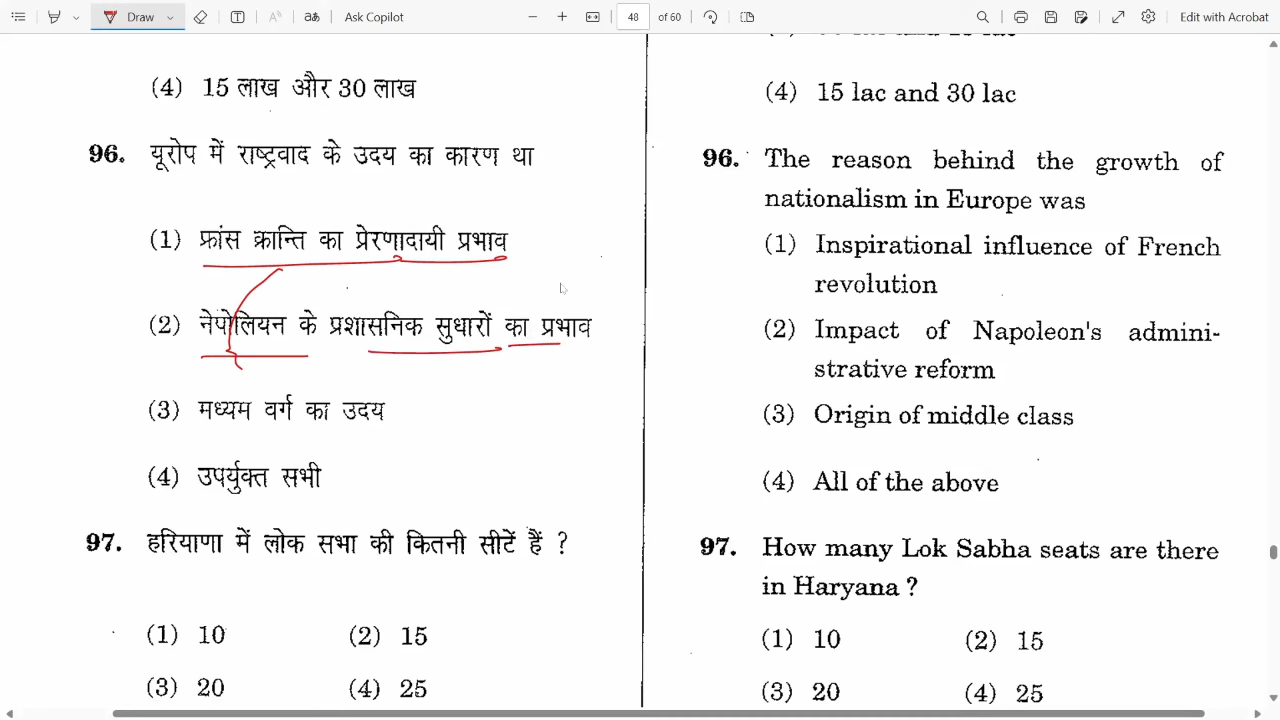 Draw
Ask Copilot
48 of 60
Edit with Acrobat
(4) 15 लाख और 30 लाख
96. यूरोप में राष्ट्रवाद के उदय का कारण था
(1) फ्रांस क्रान्ति का प्रेरणादायी प्रभाव
(2) नेपोलियन के प्रशासनिक सुधारों का प्रभाव
(3) मध्यम वर्ग का उदय
(4) उपर्युक्त सभी
97. हरियाणा में लोक सभा की कितनी सीटें हैं ?
(1) 10 (2) 15
(3) 20 (4) 25
(4) 15 lac and 30 lac
96. The reason behind the growth of
nationalism in Europe was
(1) Inspirational influence of French
revolution
(2) Impact of Napoleon's admini-
strative reform
(3) Origin of middle class
(4) All of the above
97. How many Lok Sabha seats are there
in Haryana ?
(1) 10 (2) 15
(3) 20 (4) 25